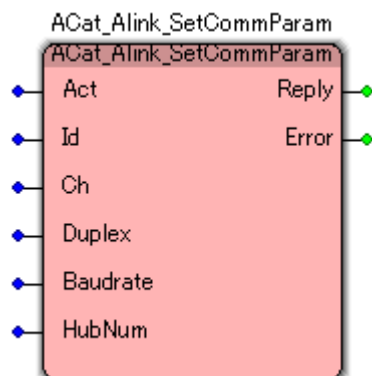 ACat_Alink_SetCommParam
ACat_Alink_SetCommParam
Act Reply
Id Error
Ch
Duplex
Baudrate
HubNum